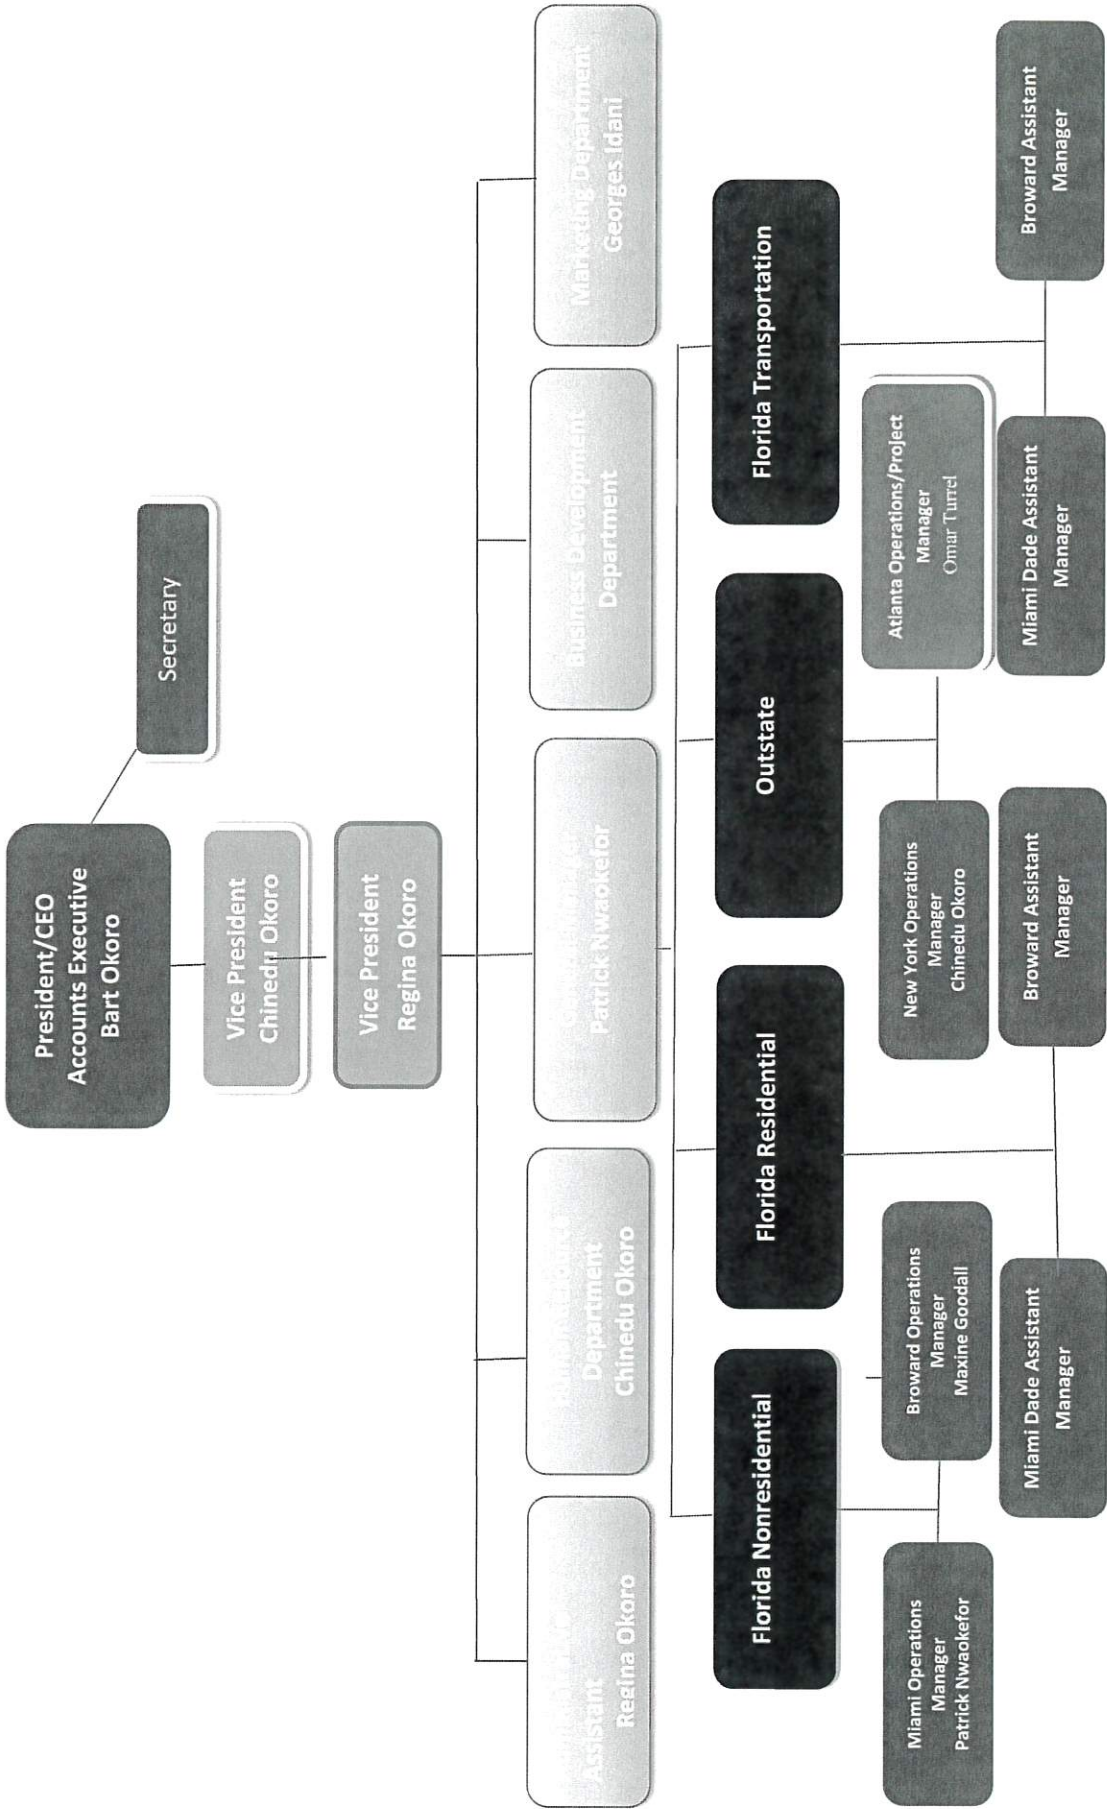 President/CEO
Accounts Executive
Bart Okoro
Secretary
Vice President
Chinedu Okoro
Vice President
Regina Okoro
Assistant
Regina Okoro
Department
Chinedu Okoro
Patrick Nwaokefor
Business Development
Department
Marketing Department
Georges Idani
Florida Nonresidential
Florida Residential
Outstate
Florida Transportation
Miami Operations
Manager
Patrick Nwaokefor
Broward Operations
Manager
Maxine Goodall
New York Operations
Manager
Chinedu Okoro
Atlanta Operations/Project
Manager
Omar Turrel
Miami Dade Assistant
Manager
Broward Assistant
Manager
Miami Dade Assistant
Manager
Broward Assistant
Manager